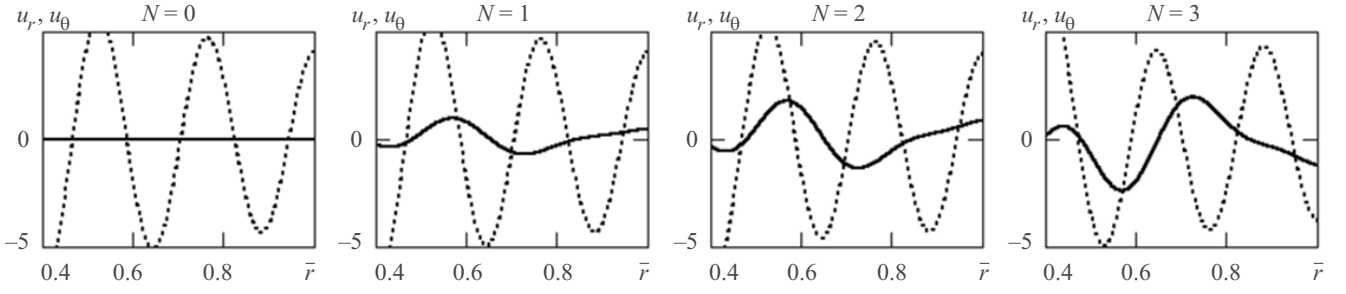 u_r, u_θ N = 0
0
–5
0.4 0.6 0.8 r̄
u_r, u_θ N = 1
0
–5
0.4 0.6 0.8 r̄
u_r, u_θ N = 2
0
–5
0.4 0.6 0.8 r̄
u_r, u_θ N = 3
0
–5
0.4 0.6 0.8 r̄